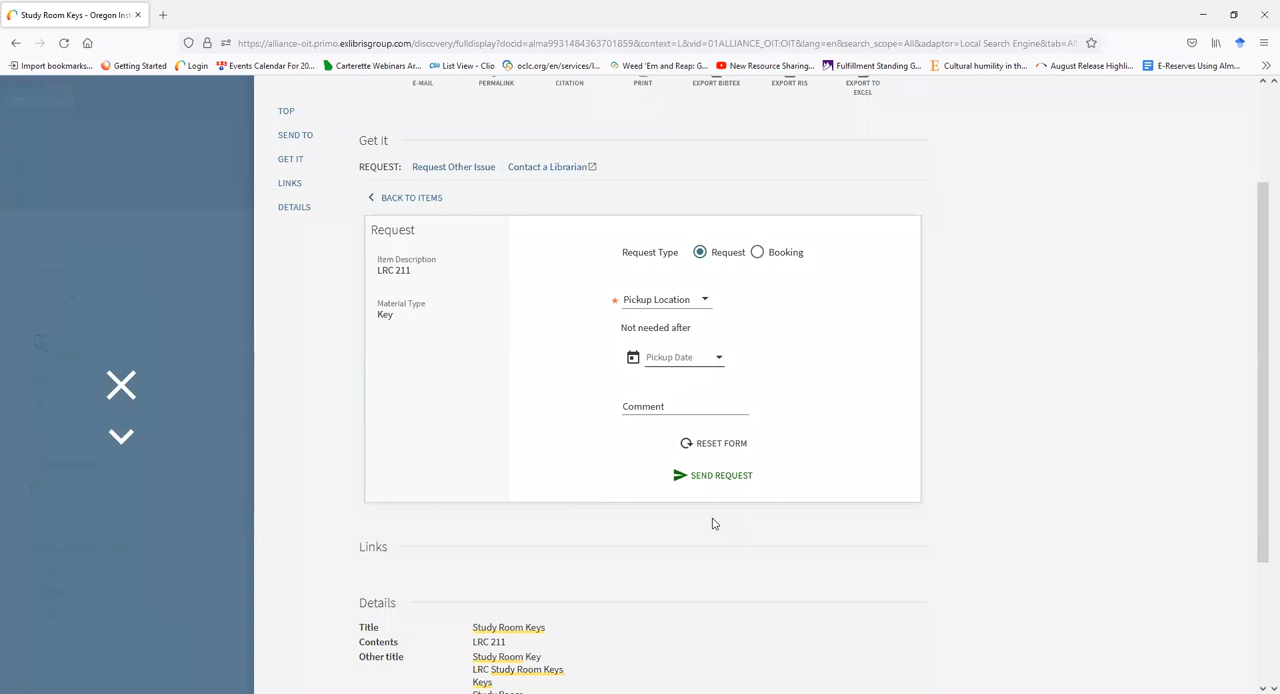 Study Room Keys - Oregon Inst
https://alliance-oit.primo.exlibrisgroup.com/discovery/fulldisplay?docid=alma9931484363701859&context=L&vid=01ALLIANCE_OIT:OIT&lang=en&search_scope=All&adaptor=Local Search Engine&tab=Al
Import bookmarks... Getting Started Login Events Calendar For 20... Carterette Webinars Ar... List View - Clio oclc.org/en/services/l... Weed 'Em and Reap: G... New Resource Sharing... Fulfillment Standing G... Cultural humility in th... August Release Highli... E-Reserves Using Alm...
E-MAIL PERMALINK CITATION PRINT EXPORT BIBTEX EXPORT RIS EXPORT TO EXCEL
TOP
SEND TO
GET IT
LINKS
DETAILS
Get It
REQUEST: Request Other Issue Contact a Librarian
BACK TO ITEMS
Request
Item Description
LRC 211
Material Type
Key
Request Type Request Booking
* Pickup Location
Not needed after
Pickup Date
Comment
RESET FORM
SEND REQUEST
Links
Details
Title Study Room Keys
Contents LRC 211
Other title Study Room Key
LRC Study Room Keys
Keys
Study Room